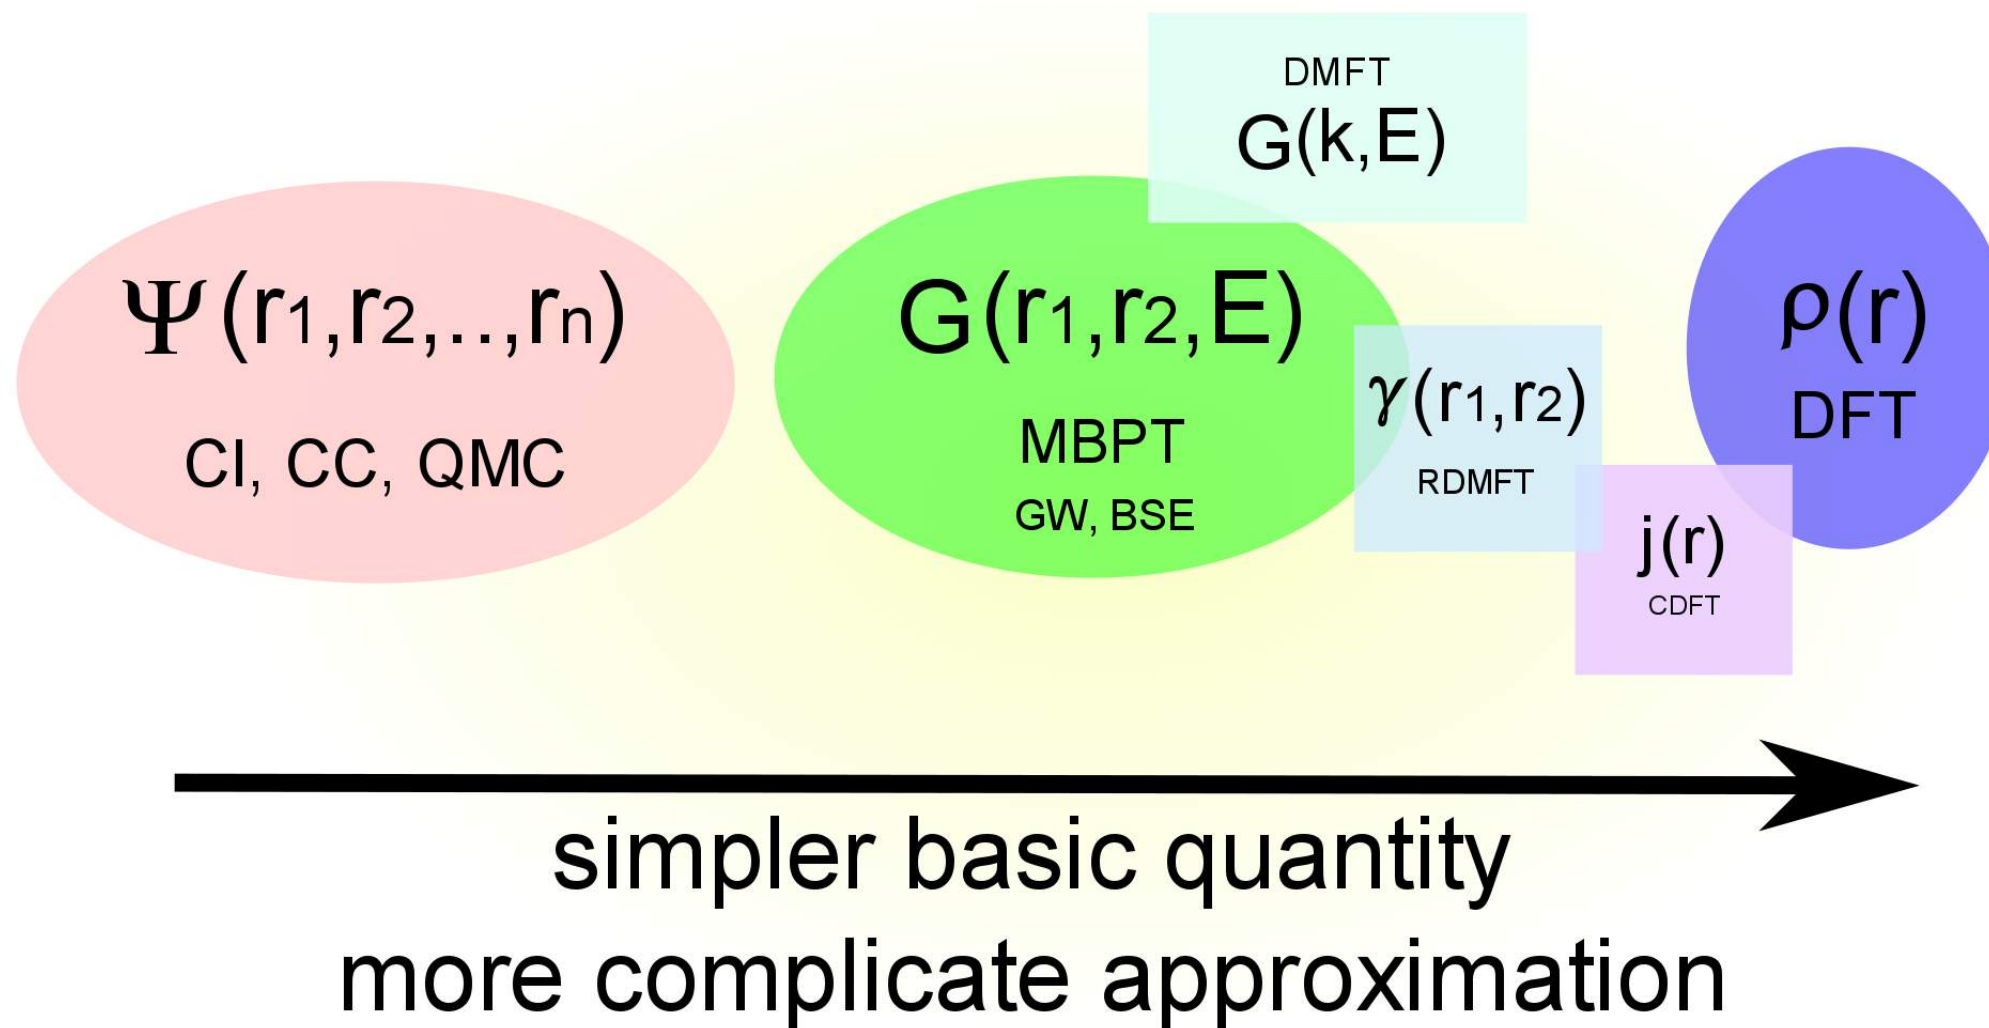 Ψ(r1,r2,..,rn)
CI, CC, QMC
G(r1,r2,E)
MBPT
GW, BSE
DMFT
G(k,E)
γ(r1,r2)
RDMFT
j(r)
CDFT
ρ(r)
DFT
simpler basic quantity
more complicate approximation